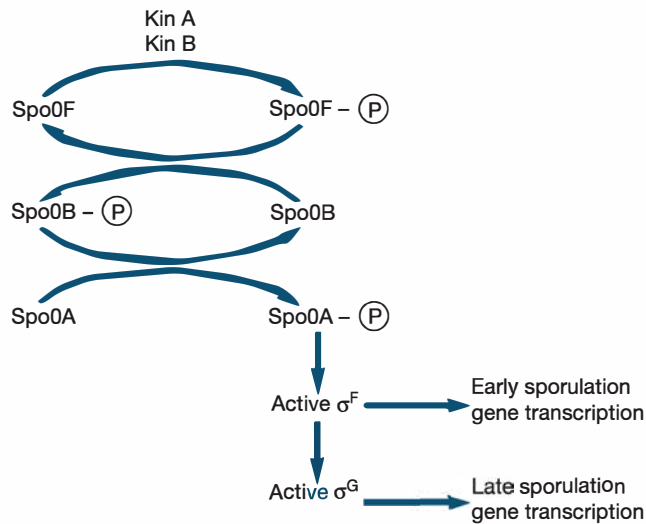 Kin A
Kin B
Spo0F
Spo0F – P
Spo0B – P
Spo0B
Spo0A
Spo0A – P
Active σF
Early sporulation
gene transcription
Active σG
Late sporulation
gene transcription